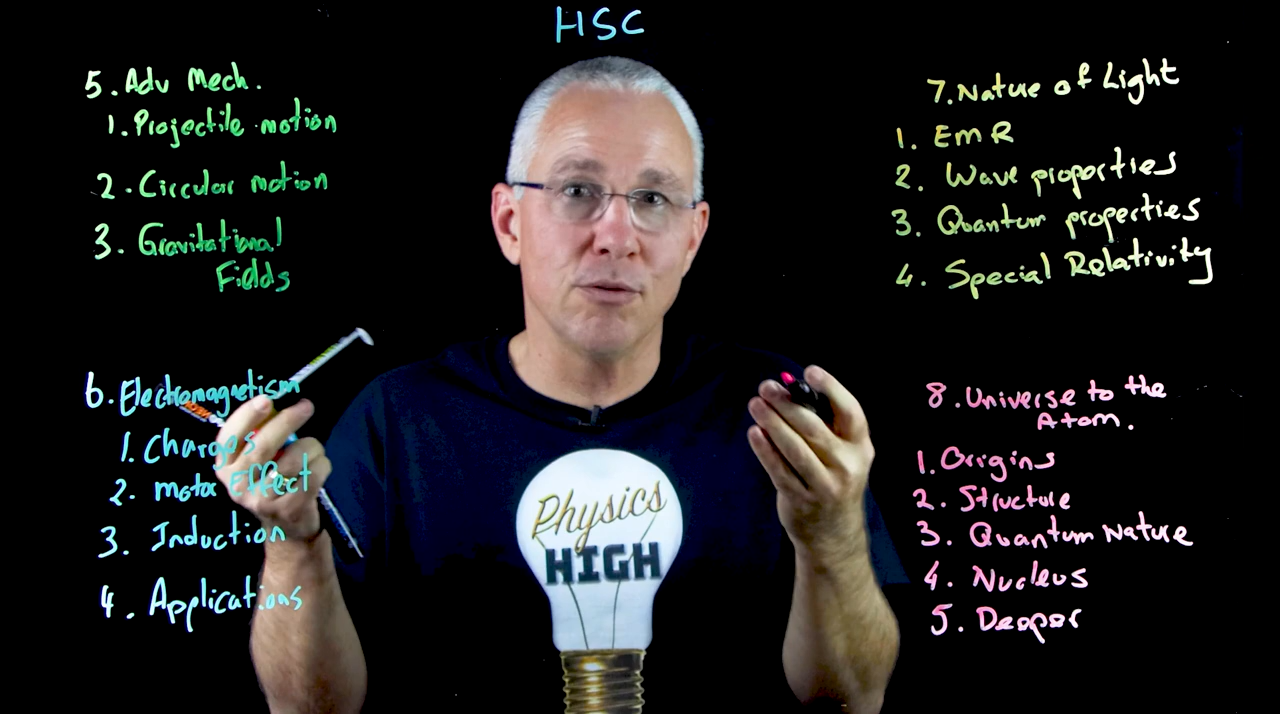 HSC
5. Adv Mech.
1. Projectile motion
2. Circular motion
3. Gravitational
Fields
6. Electromagnetism
1. Charges
2. Motor Effect
3. Induction
4. Applications
7. Nature of Light
1. EmR
2. Wave properties
3. Quantum properties
4. Special Relativity
8. Universe to the
Atom.
1. Origins
2. Structure
3. Quantum Nature
4. Nucleus
5. Deeper
Physics
HIGH